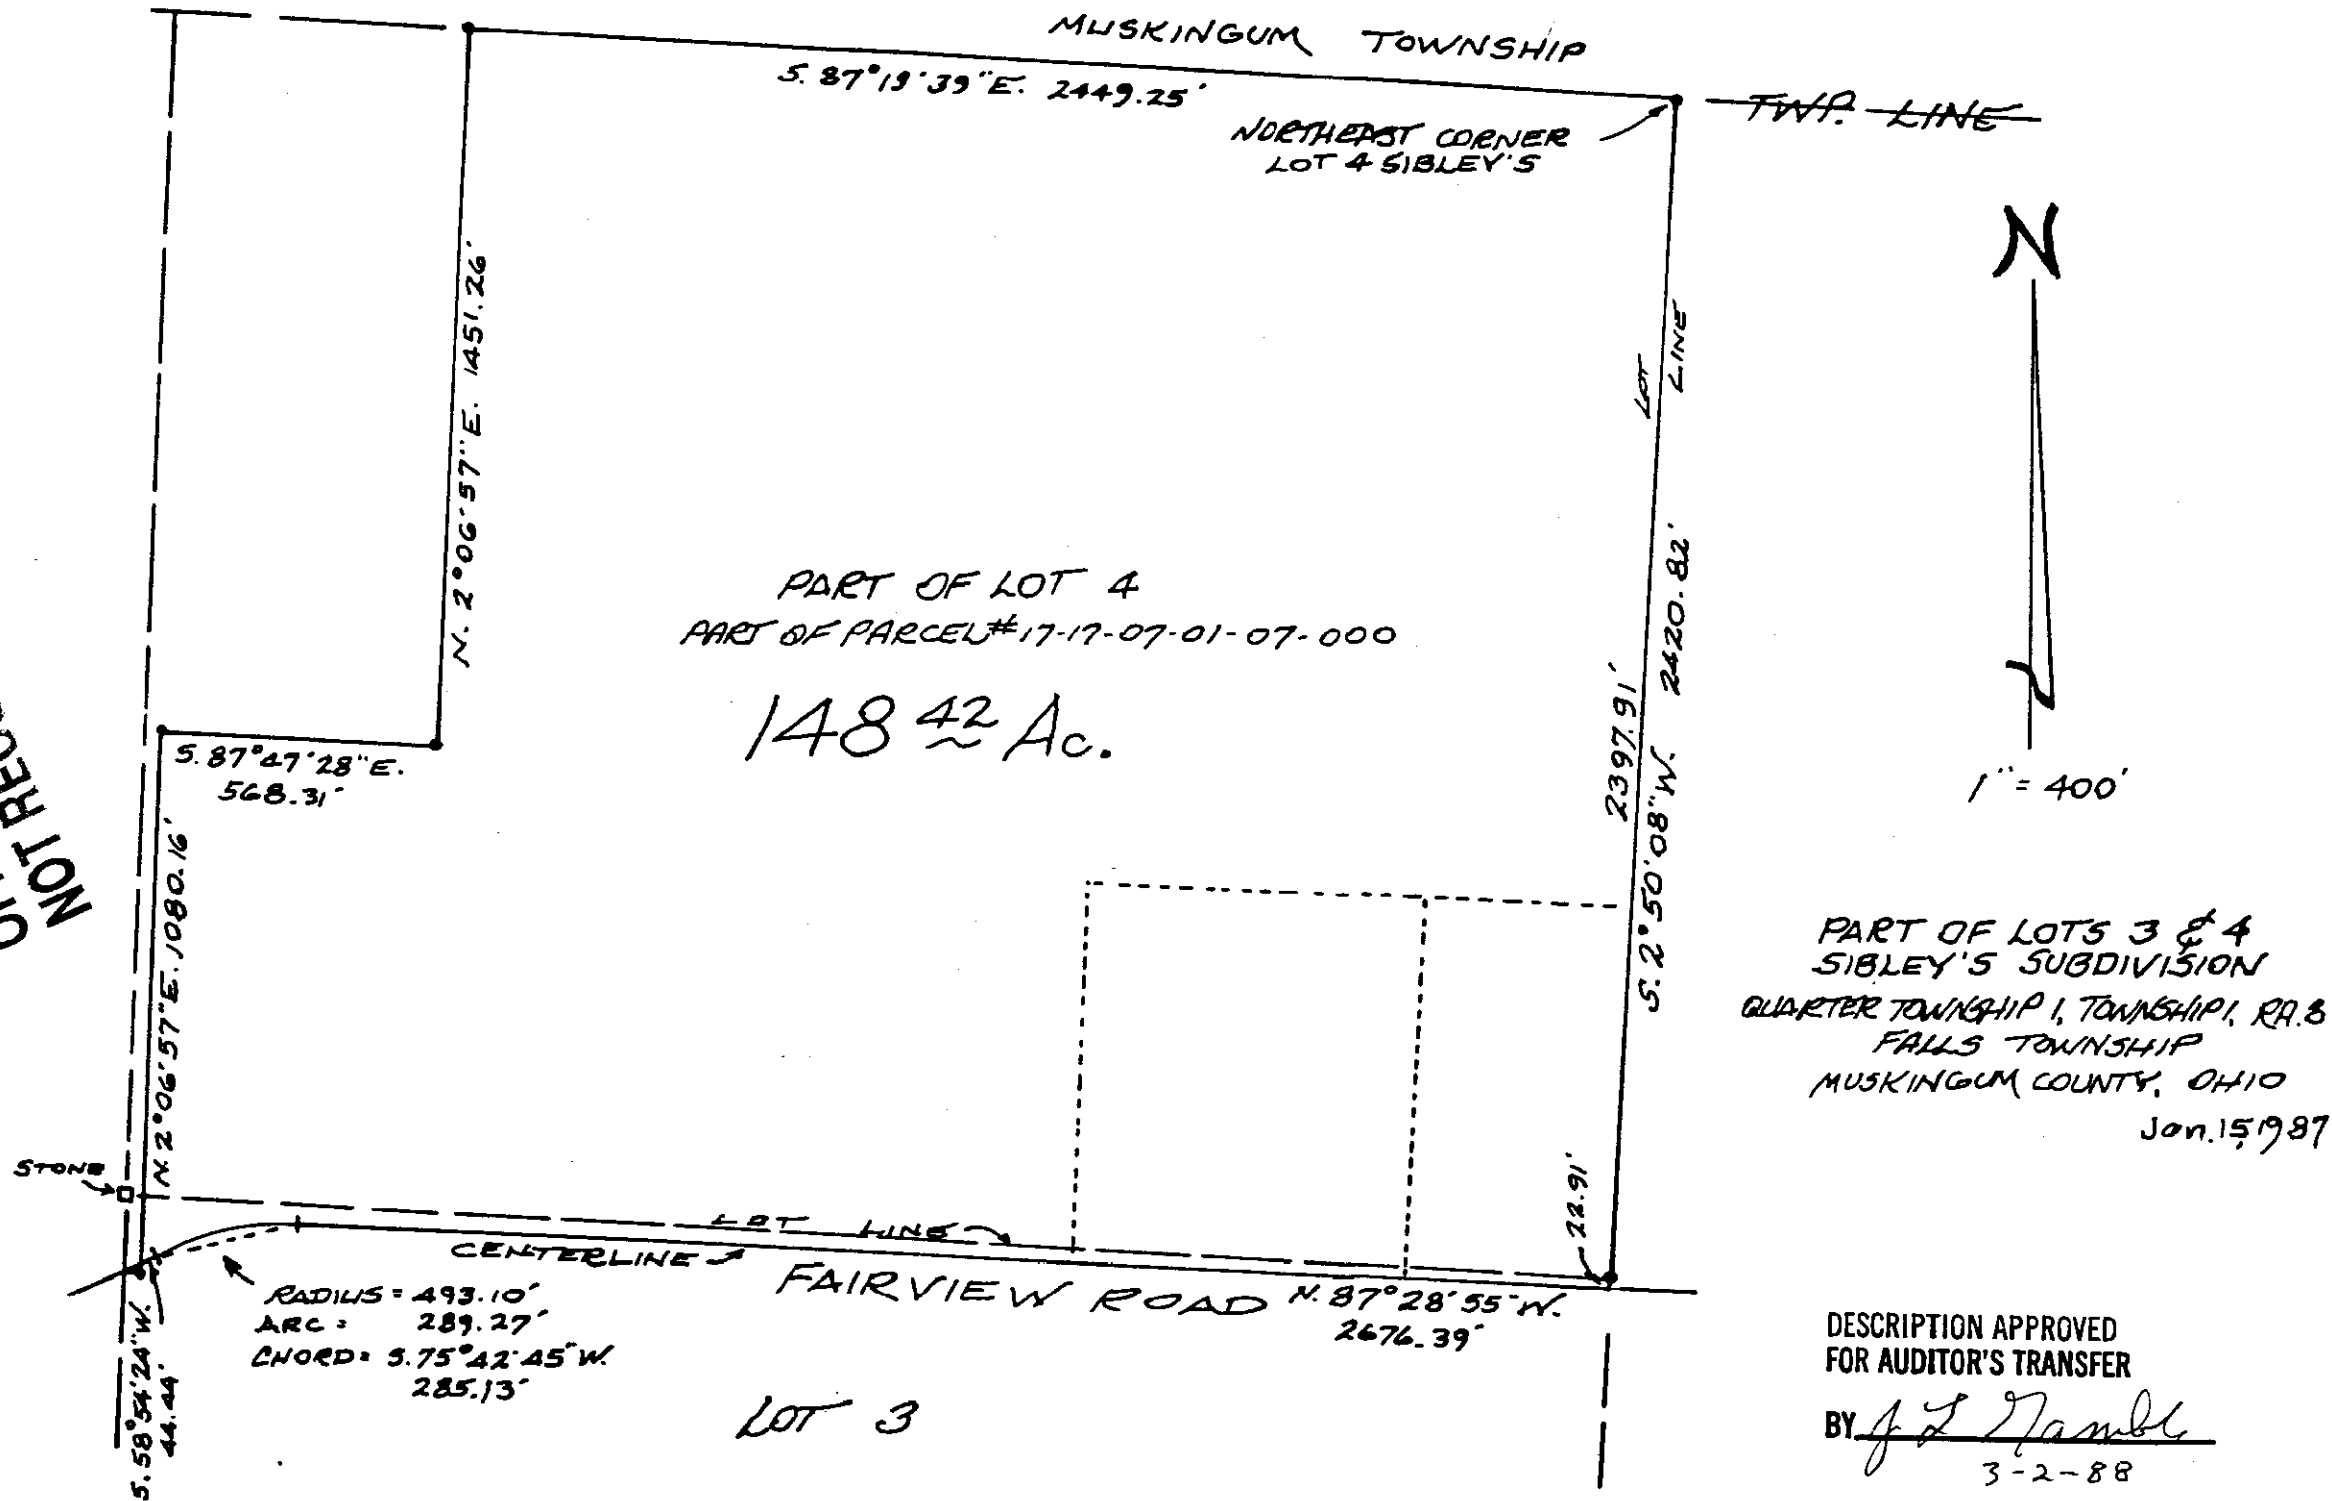 MUSKINGUM TOWNSHIP
S. 87°19'39"E. 2449.25'
TWP. LINE
NORTHEAST CORNER
LOT 4 SIBLEY'S
N
N. 2°06'57"E. 1451.26'
LOT LINE
PART OF LOT 4
PART OF PARCEL# 17-17-07-01-07-000
148 42 Ac.
2397.91'
S. 2°50'08"W. 2420.82'
S. 87°47'28"E.
568.31'
1" = 400'
NOT
N. 2°06'57"E. 1080.16'
PART OF LOTS 3 & 4
SIBLEY'S SUBDIVISION
QUARTER TOWNSHIP 1, TOWNSHIP 1, RA. 8
FALLS TOWNSHIP
MUSKINGUM COUNTY, OHIO
Jan. 15, 1987
STONE
22.91'
LOT LINE
CENTERLINE
FAIRVIEW ROAD
N. 87°28'55"W.
2676.39'
RADIUS = 493.10'
ARC = 289.27'
CHORD = S. 75°42'45"W.
285.13'
S. 58°54'24"W.
44.44'
LOT 3
DESCRIPTION APPROVED
FOR AUDITOR'S TRANSFER
BY J L Gamble
3-2-88